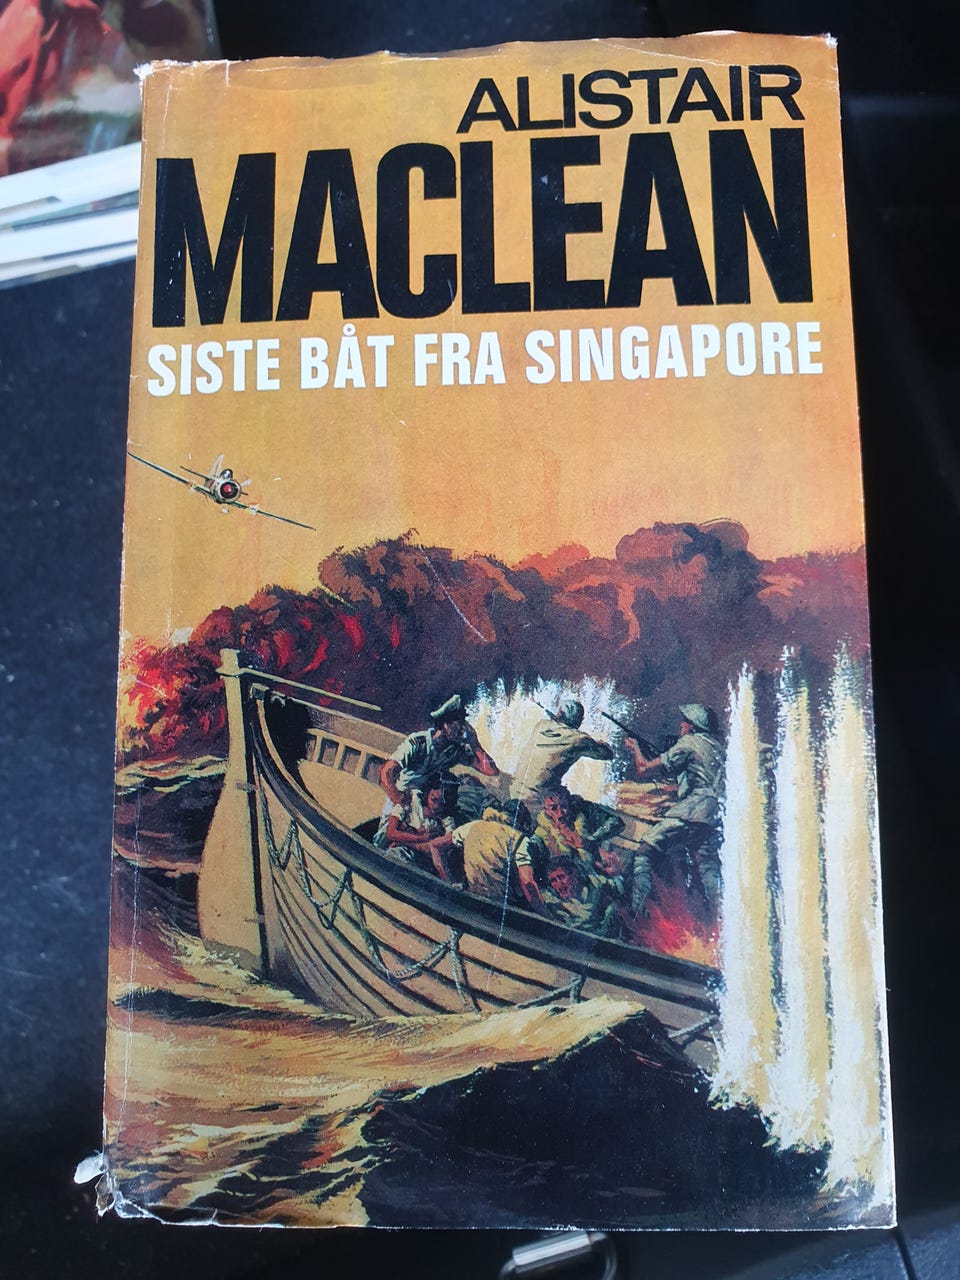 ALISTAIR
MACLEAN
SISTE BÅT FRA SINGAPORE